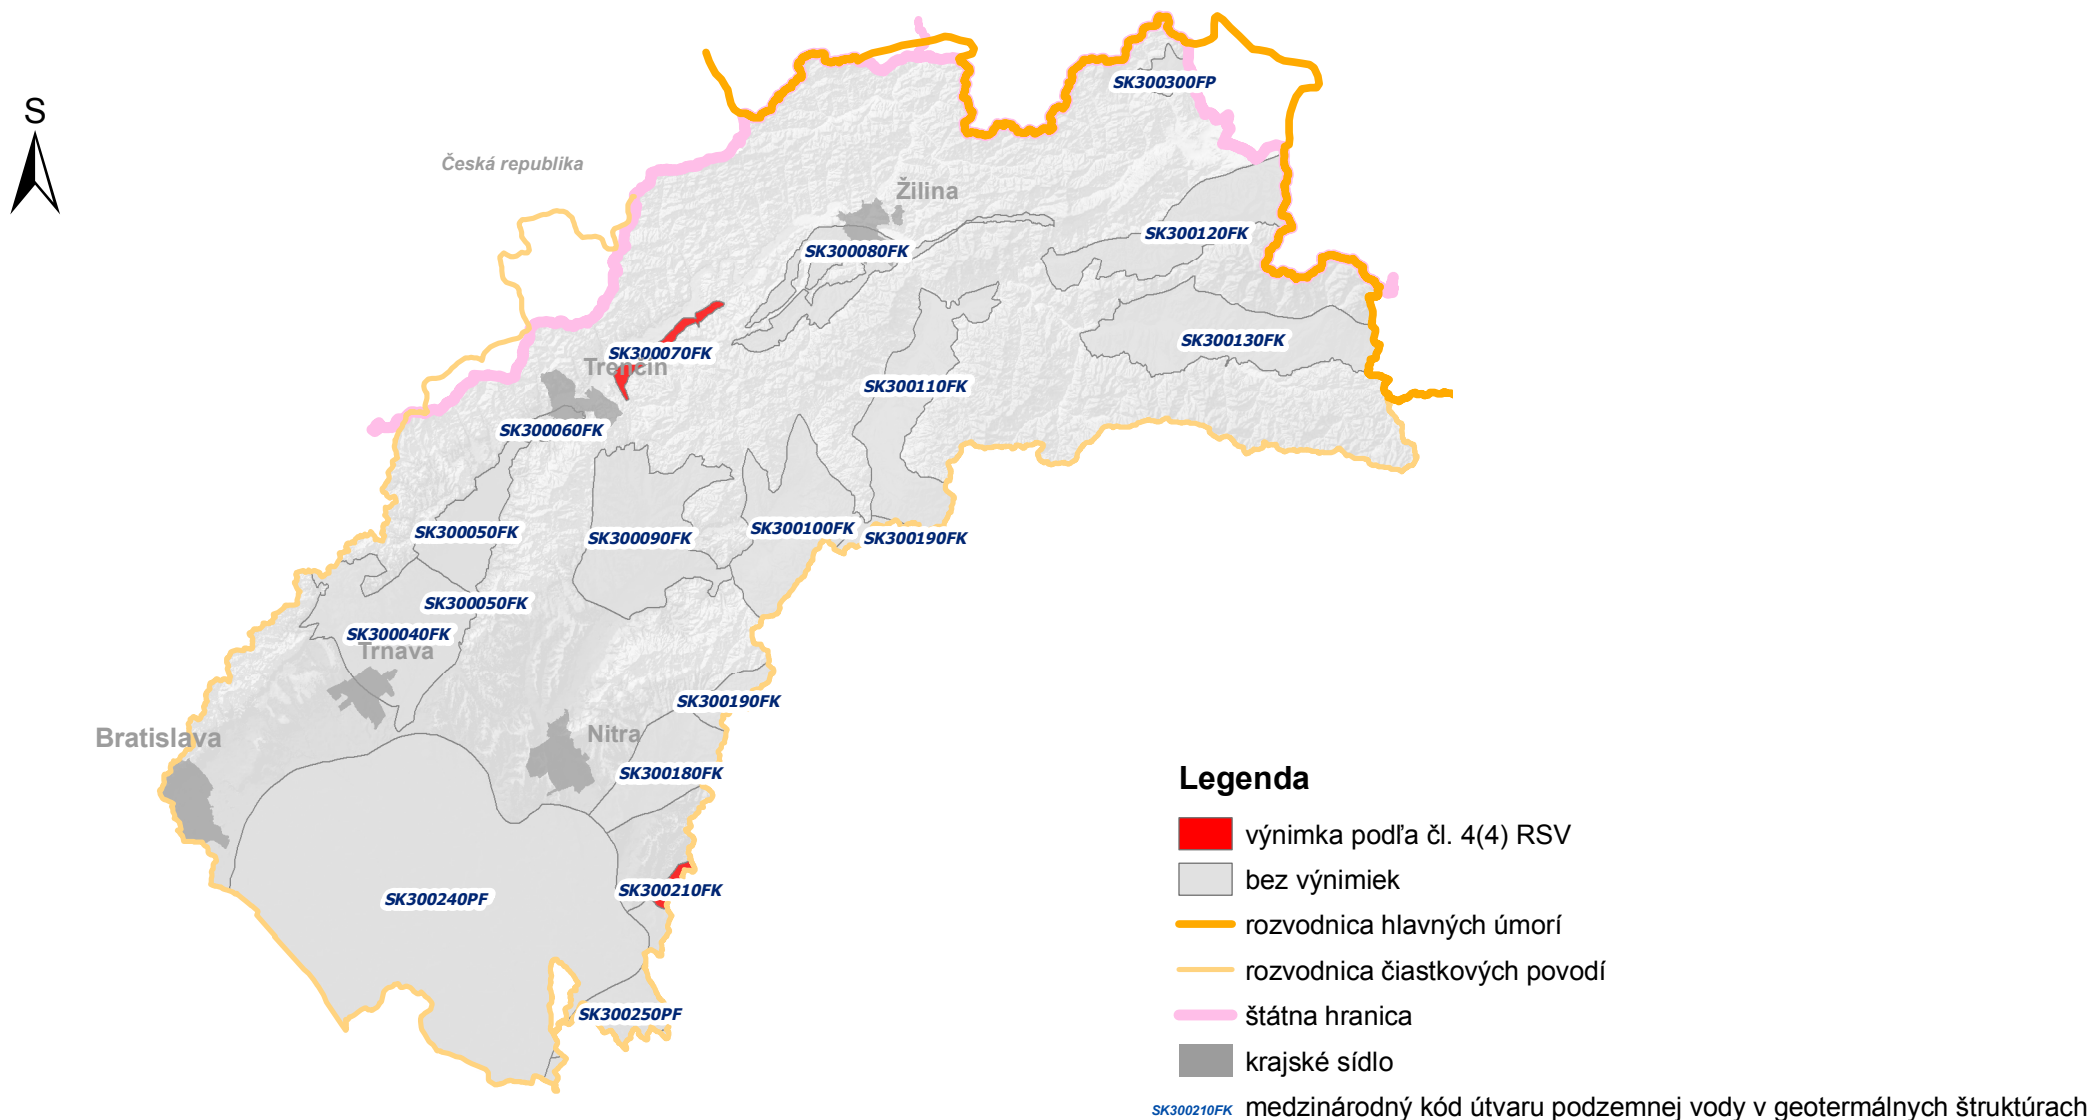 S
Česká republika
SK300300FP
Žilina
SK300120FK
SK300080FK
SK300130FK
SK300070FK
Trenčín
SK300110FK
SK300060FK
SK300050FK
SK300090FK
SK300100FK
SK300190FK
SK300050FK
SK300040FK
Trnava
SK300190FK
Bratislava
Nitra
SK300180FK
SK300210FK
SK300240PF
SK300250PF
Legenda
výnimka podľa čl. 4(4) RSV
bez výnimiek
rozvodnica hlavných úmorí
rozvodnica čiastkových povodí
štátna hranica
krajské sídlo
SK300210FK medzinárodný kód útvaru podzemnej vody v geotermálnych štruktúrach